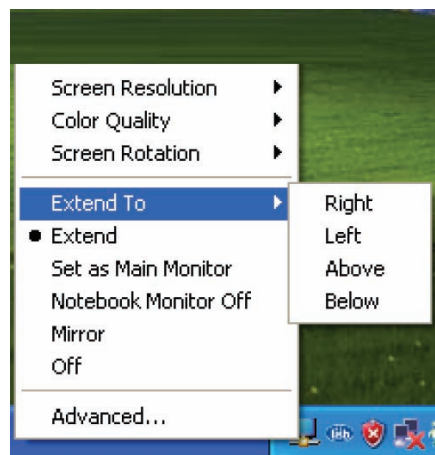 Screen Resolution
Color Quality
Screen Rotation
Extend To
Extend
Set as Main Monitor
Notebook Monitor Off
Mirror
Off
Advanced...
Right
Left
Above
Below